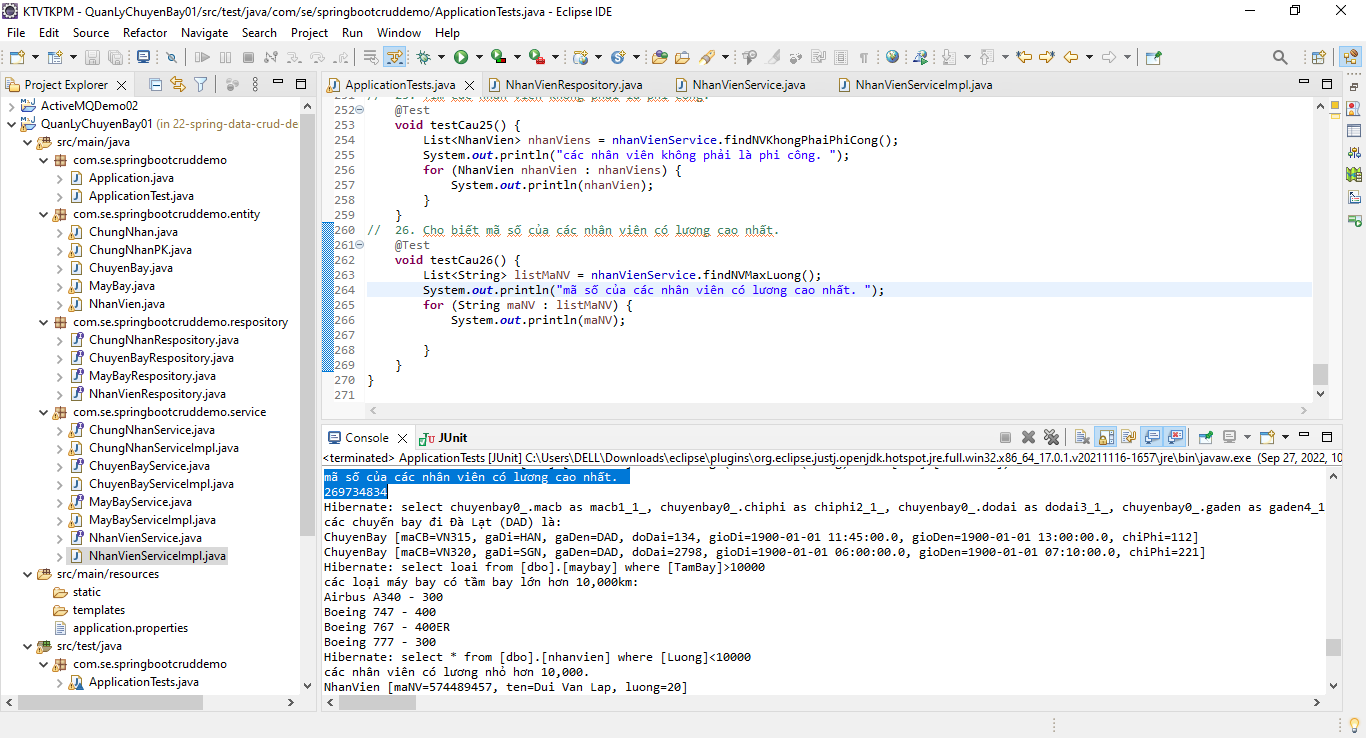 KTVTKPM - QuanLyChuyenBay01/src/test/java/com/se/springbootcruddemo/ApplicationTests.java - Eclipse IDE
File Edit Source Refactor Navigate Search Project Run Window Help
Project Explorer
ActiveMQDemo02
QuanLyChuyenBay01 (in 22-spring-data-crud-de
src/main/java
com.se.springbootcruddemo
Application.java
ApplicationTest.java
com.se.springbootcruddemo.entity
ChungNhan.java
ChungNhanPK.java
ChuyenBay.java
MayBay.java
NhanVien.java
com.se.springbootcruddemo.respository
ChungNhanRespository.java
ChuyenBayRespository.java
MayBayRespository.java
NhanVienRespository.java
com.se.springbootcruddemo.service
ChungNhanService.java
ChungNhanServiceImpl.java
ChuyenBayService.java
ChuyenBayServiceImpl.java
MayBayService.java
MayBayServiceImpl.java
NhanVienService.java
NhanVienServiceImpl.java
src/main/resources
static
templates
application.properties
src/test/java
com.se.springbootcruddemo
ApplicationTests.java
ApplicationTests.java NhanVienRespository.java NhanVienService.java NhanVienServiceImpl.java
251 // 25. Tìm các nhân viên không phải là phi công.
252 @Test
253 void testCau25() {
254 List<NhanVien> nhanViens = nhanVienService.findNVKhongPhaiPhiCong();
255 System.out.println("các nhân viên không phải là phi công. ");
256 for (NhanVien nhanVien : nhanViens) {
257 System.out.println(nhanVien);
258 }
259 }
260 // 26. Cho biết mã số của các nhân viên có lương cao nhất.
261 @Test
262 void testCau26() {
263 List<String> listMaNV = nhanVienService.findNVMaxLuong();
264 System.out.println("mã số của các nhân viên có lương cao nhất. ");
265 for (String maNV : listMaNV) {
266 System.out.println(maNV);
267
268 }
269 }
270 }
271
Console JUnit
<terminated> ApplicationTests [JUnit] C:\Users\DELL\Downloads\eclipse\plugins\org.eclipse.justj.openjdk.hotspot.jre.full.win32.x86_64_17.0.1.v20211116-1657\jre\bin\javaw.exe (Sep 27, 2022, 10
mã số của các nhân viên có lương cao nhất.
269734834
Hibernate: select chuyenbay0_.macb as macb1_1_, chuyenbay0_.chiphi as chiphi2_1_, chuyenbay0_.dodai as dodai3_1_, chuyenbay0_.gaden as gaden4_1
các chuyến bay đi Đà Lạt (DAD) là:
ChuyenBay [maCB=VN315, gaDi=HAN, gaDen=DAD, doDai=134, gioDi=1900-01-01 11:45:00.0, gioDen=1900-01-01 13:00:00.0, chiPhi=112]
ChuyenBay [maCB=VN320, gaDi=SGN, gaDen=DAD, doDai=2798, gioDi=1900-01-01 06:00:00.0, gioDen=1900-01-01 07:10:00.0, chiPhi=221]
Hibernate: select loai from [dbo].[maybay] where [TamBay]>10000
các loại máy bay có tầm bay lớn hơn 10,000km:
Airbus A340 - 300
Boeing 747 - 400
Boeing 767 - 400ER
Boeing 777 - 300
Hibernate: select * from [dbo].[nhanvien] where [Luong]<10000
các nhân viên có lương nhỏ hơn 10,000.
NhanVien [maNV=574489457, ten=Dui Van Lap, luong=20]